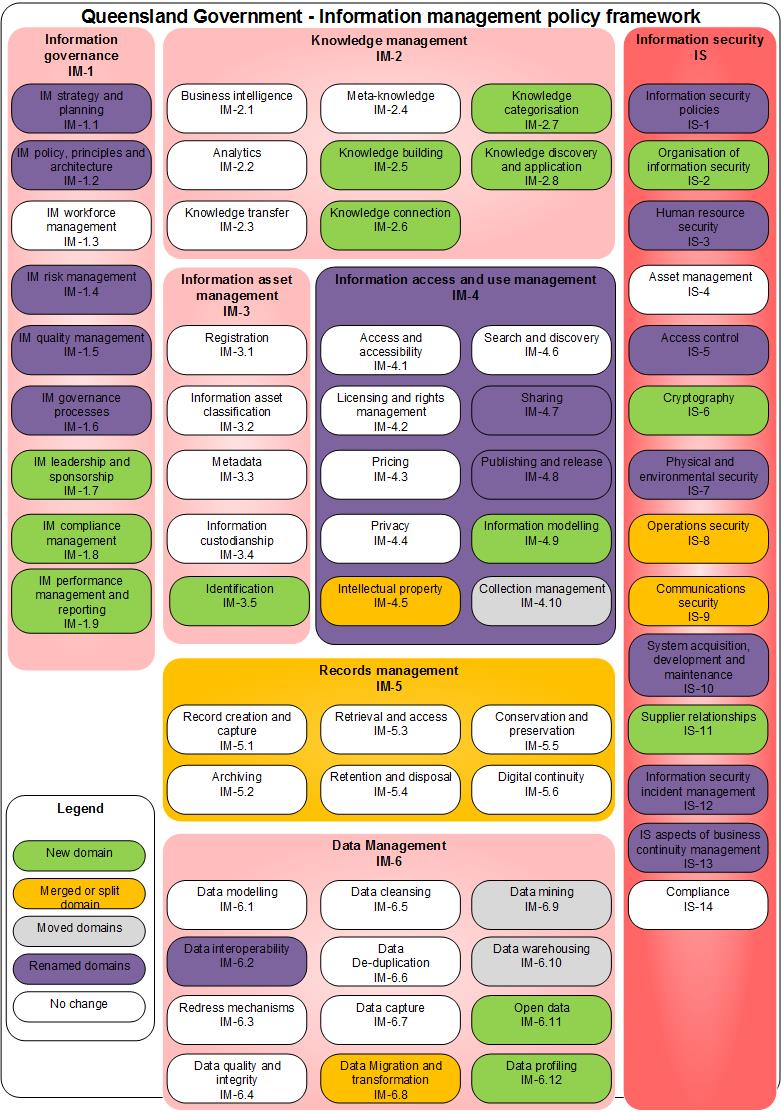 Queensland Government - Information management policy framework
Information
governance
IM-1
IM strategy and
planning
IM-1.1
IM policy, principles and
architecture
IM-1.2
IM workforce
management
IM-1.3
IM risk management
IM-1.4
IM quality management
IM-1.5
IM governance
processes
IM-1.6
IM leadership and
sponsorship
IM-1.7
IM compliance
management
IM-1.8
IM performance
management and
reporting
IM-1.9
Knowledge management
IM-2
Business intelligence
IM-2.1
Analytics
IM-2.2
Knowledge transfer
IM-2.3
Meta-knowledge
IM-2.4
Knowledge building
IM-2.5
Knowledge connection
IM-2.6
Knowledge
categorisation
IM-2.7
Knowledge discovery
and application
IM-2.8
Information asset
management
IM-3
Registration
IM-3.1
Information asset
classification
IM-3.2
Metadata
IM-3.3
Information
custodianship
IM-3.4
Identification
IM-3.5
Information access and use management
IM-4
Access and
accessibility
IM-4.1
Licensing and rights
management
IM-4.2
Pricing
IM-4.3
Privacy
IM-4.4
Intellectual property
IM-4.5
Search and discovery
IM-4.6
Sharing
IM-4.7
Publishing and release
IM-4.8
Information modelling
IM-4.9
Collection management
IM-4.10
Records management
IM-5
Record creation and
capture
IM-5.1
Archiving
IM-5.2
Retrieval and access
IM-5.3
Retention and disposal
IM-5.4
Conservation and
preservation
IM-5.5
Digital continuity
IM-5.6
Data Management
IM-6
Data modelling
IM-6.1
Data interoperability
IM-6.2
Redress mechanisms
IM-6.3
Data quality and
integrity
IM-6.4
Data cleansing
IM-6.5
Data
De-duplication
IM-6.6
Data capture
IM-6.7
Data Migration and
transformation
IM-6.8
Data mining
IM-6.9
Data warehousing
IM-6.10
Open data
IM-6.11
Data profiling
IM-6.12
Information security
IS
Information security
policies
IS-1
Organisation of
information security
IS-2
Human resource
security
IS-3
Asset management
IS-4
Access control
IS-5
Cryptography
IS-6
Physical and
environmental security
IS-7
Operations security
IS-8
Communications
security
IS-9
System acquisition,
development and
maintenance
IS-10
Supplier relationships
IS-11
Information security
incident management
IS-12
IS aspects of business
continuity management
IS-13
Compliance
IS-14
Legend
New domain
Merged or split
domain
Moved domains
Renamed domains
No change